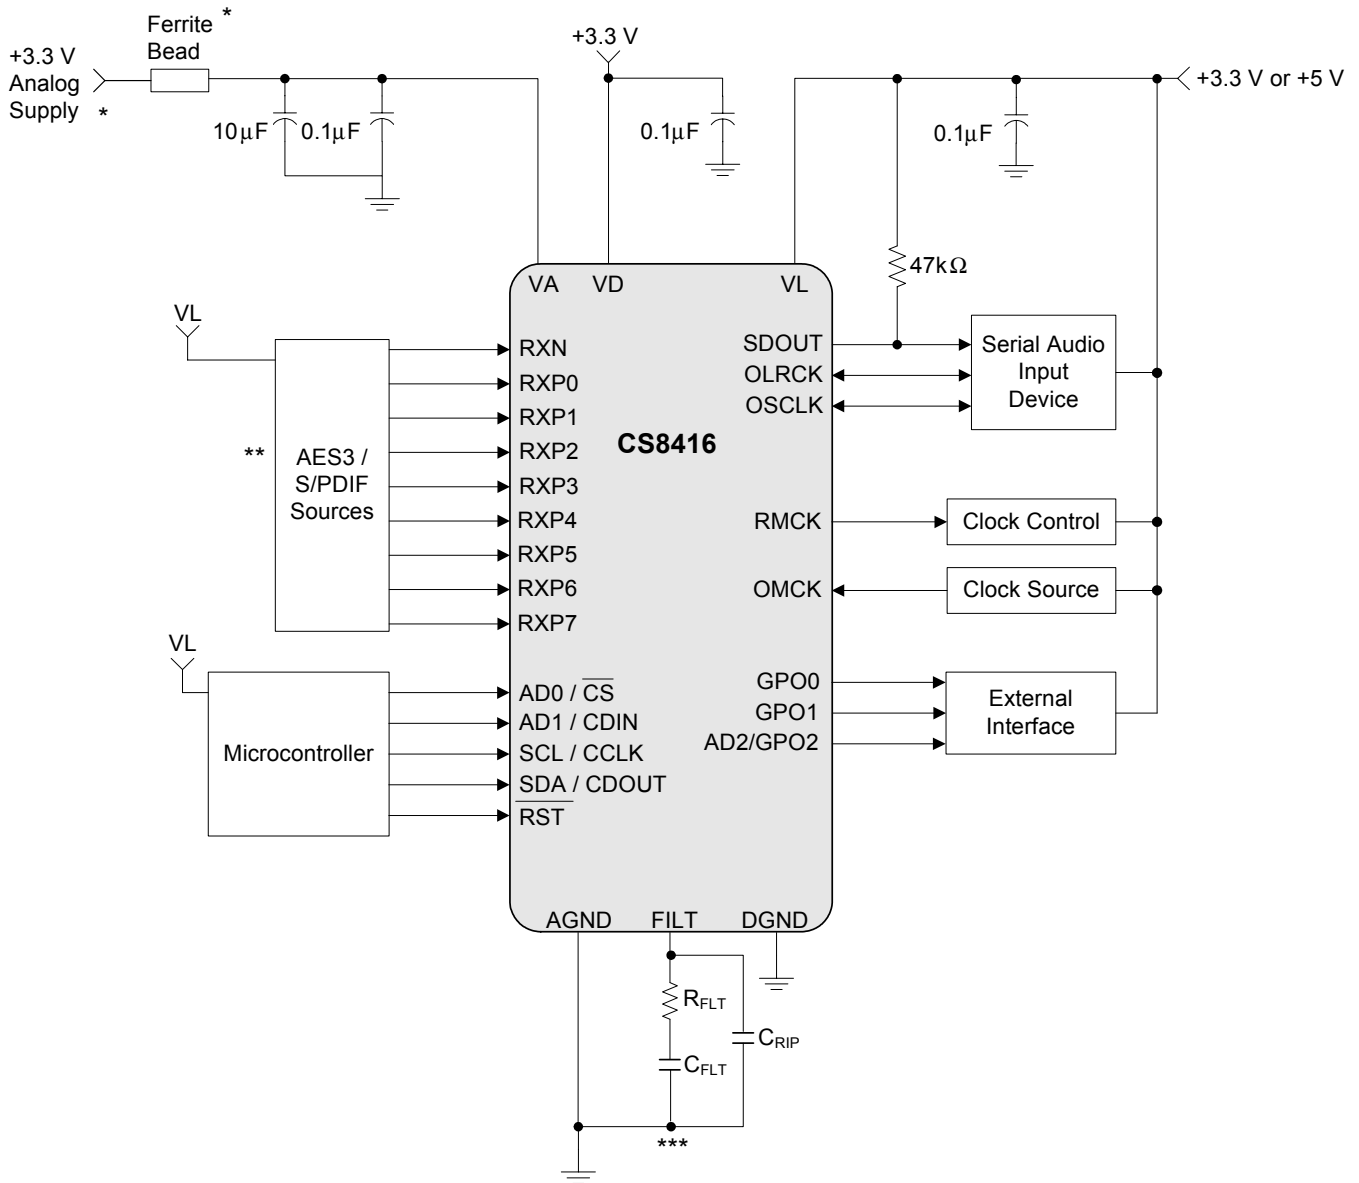 Ferrite *
Bead
+3.3 V
Analog
Supply *
10µF
0.1µF
+3.3 V
0.1µF
+3.3 V or +5 V
0.1µF
47kΩ
VA
VD
VL
VL
**
AES3 /
S/PDIF
Sources
RXN
RXP0
RXP1
RXP2
RXP3
RXP4
RXP5
RXP6
RXP7
CS8416
SDOUT
OLRCK
OSCLK
Serial Audio
Input
Device
RMCK
Clock Control
OMCK
Clock Source
VL
Microcontroller
AD0 / C̅S̅
AD1 / CDIN
SCL / CCLK
SDA / CDOUT
R̅S̅T̅
GPO0
GPO1
AD2/GPO2
External
Interface
AGND
FILT
DGND
RFLT
CFLT
CRIP
***